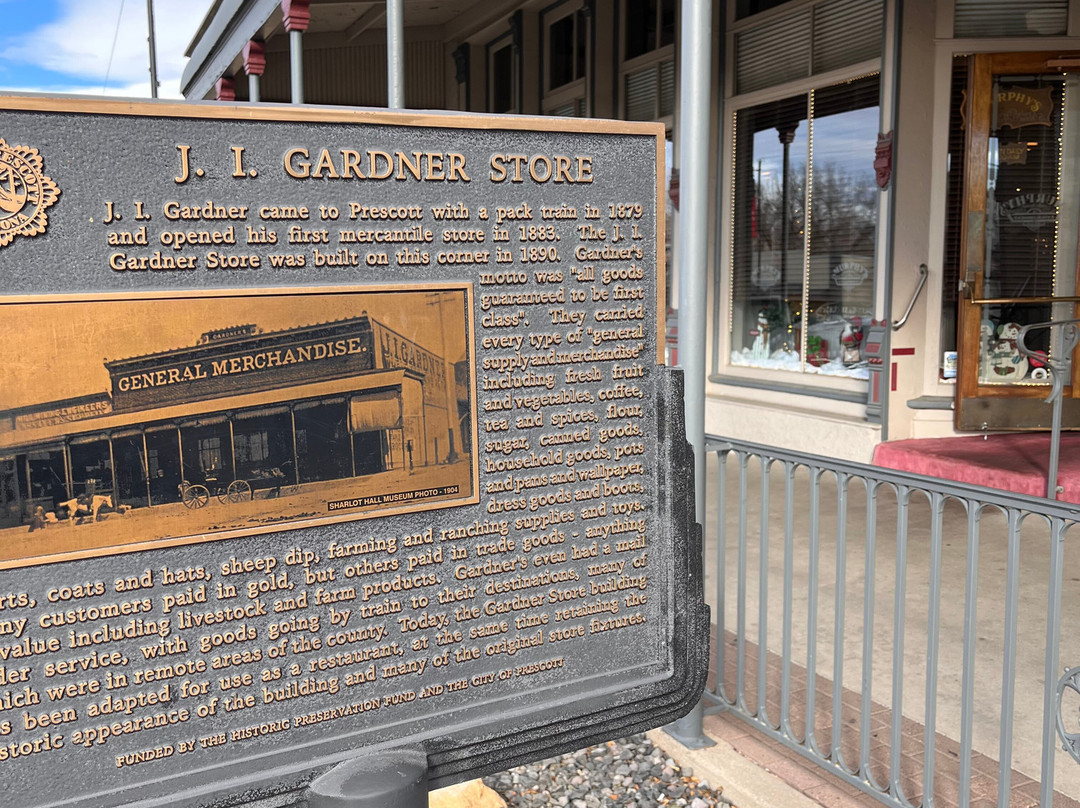 J. I. GARDNER STORE
J. I. Gardner came to Prescott with a pack train in 1879
and opened his first mercantile store in 1883. The J. I.
Gardner Store was built on this corner in 1890. Gardner's
motto was "all goods
guaranteed to be first
class". They carried
every type of "general
supply and merchandise"
including fresh fruit
and vegetables, coffee,
tea and spices, flour,
sugar, canned goods,
household goods, pots
and pans and wallpaper,
dress goods and boots,
GARDNER'S
GENERAL MERCHANDISE.
J.I. GARDNER
SHARLOT HALL MUSEUM PHOTO - 1904
rts, coats and hats, sheep dip, farming and ranching supplies and toys.
ny customers paid in gold, but others paid in trade goods - anything
value including livestock and farm products. Gardner's even had a mail
der service, with goods going by train to their destinations, many of
hich were in remote areas of the county. Today, the Gardner Store building
s been adapted for use as a restaurant, at the same time retaining the
storic appearance of the building and many of the original store fixtures.
FUNDED BY THE HISTORIC PRESERVATION FUND AND THE CITY OF PRESCOTT
MURPHY'S